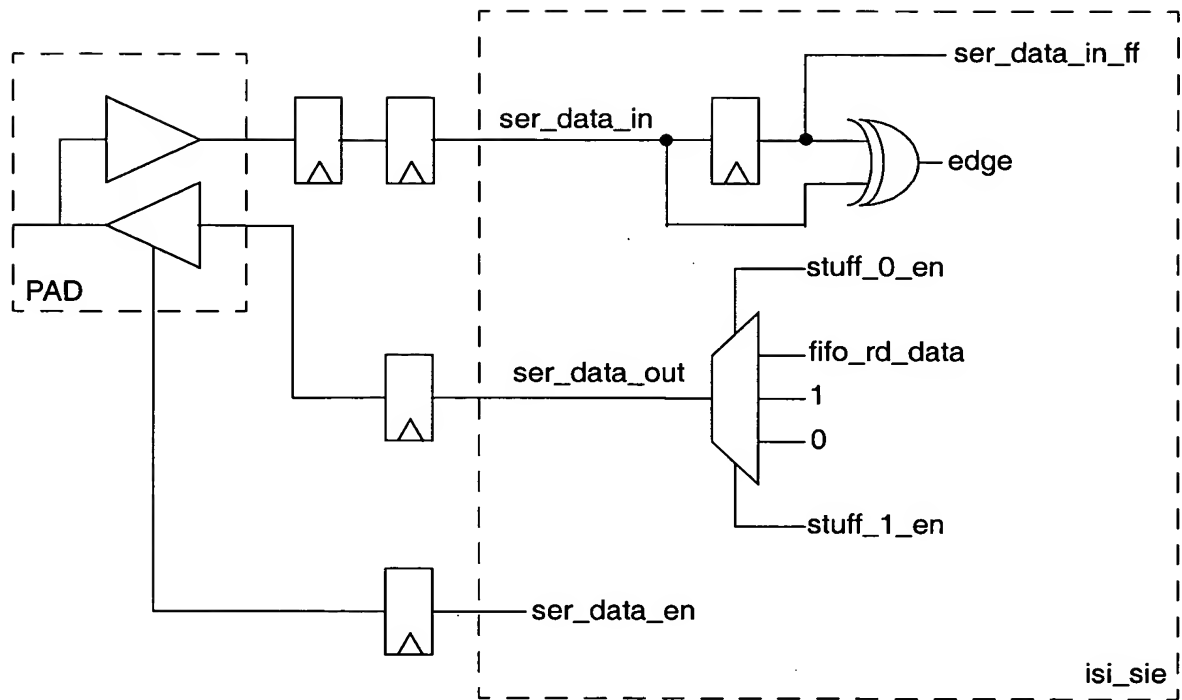 ser_data_in_ff
ser_data_in
edge
PAD
stuff_0_en
fifo_rd_data
ser_data_out
1
0
stuff_1_en
ser_data_en
isi_sie